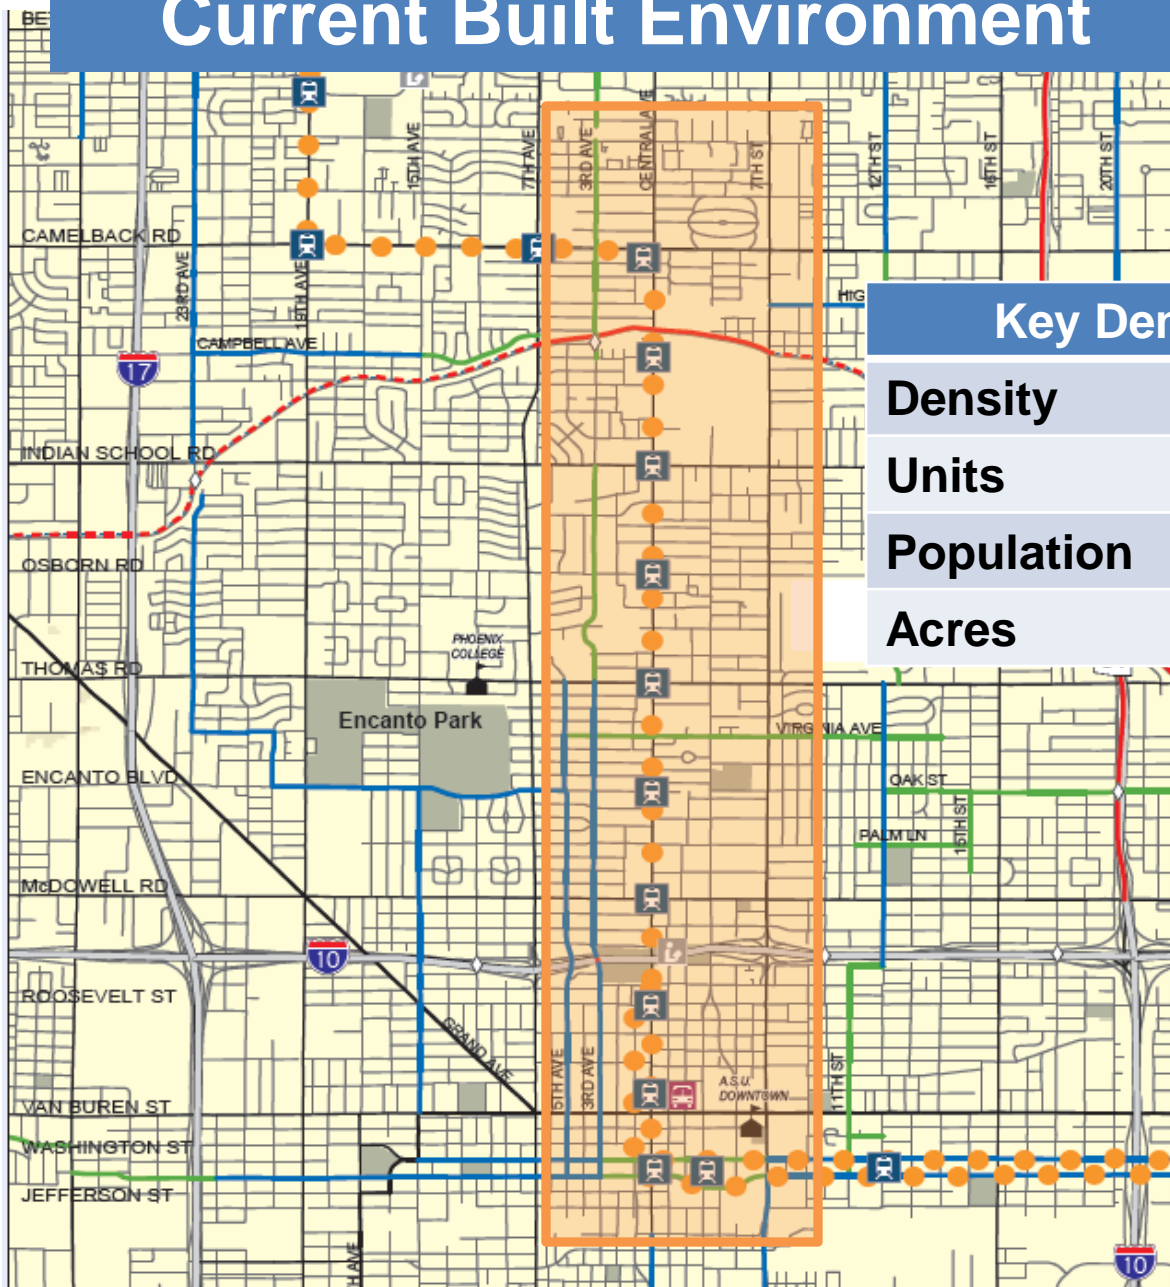 Current Built Environment
BE
15TH AVE
7TH AVE
3RD AVE
CENTRAL AVE
7TH ST
12TH ST
16TH ST
20TH ST
CAMELBACK RD
23RD AVE
19TH AVE
HIG
CAMPBELL AVE
17
Key Der
Density
Units
Population
Acres
INDIAN SCHOOL RD
OSBORN RD
PHOENIX
COLLEGE
THOMAS RD
Encanto Park
VIRGINIA AVE
ENCANTO BLVD
OAK ST
15TH ST
PALM LN
McDOWELL RD
10
ROOSEVELT ST
GRAND AVE
5TH AVE
3RD AVE
A.S.U.
DOWNTOWN
11TH ST
VAN BUREN ST
WASHINGTON ST
JEFFERSON ST
H AVE
10